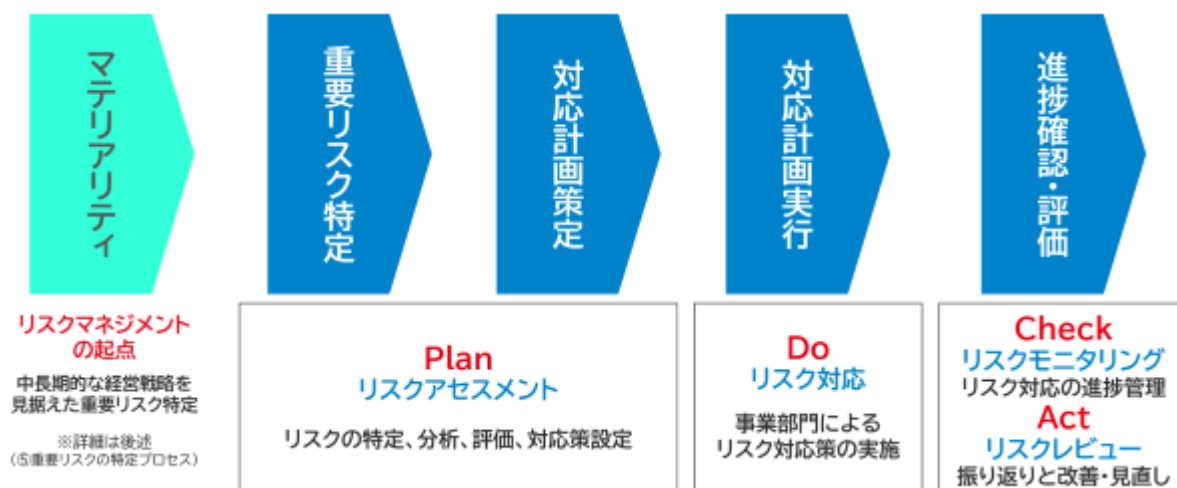 マテリアリティ
重要リスク特定
対応計画策定
対応計画実行
進捗確認・評価
リスクマネジメント
の起点
中長期的な経営戦略を
見据えた重要リスク特定
※詳細は後述
(⑤重要リスクの特定プロセス)
Plan
リスクアセスメント
リスクの特定、分析、評価、対応策設定
Do
リスク対応
事業部門による
リスク対応策の実施
Check
リスクモニタリング
リスク対応の進捗管理
Act
リスクレビュー
振り返りと改善・見直し